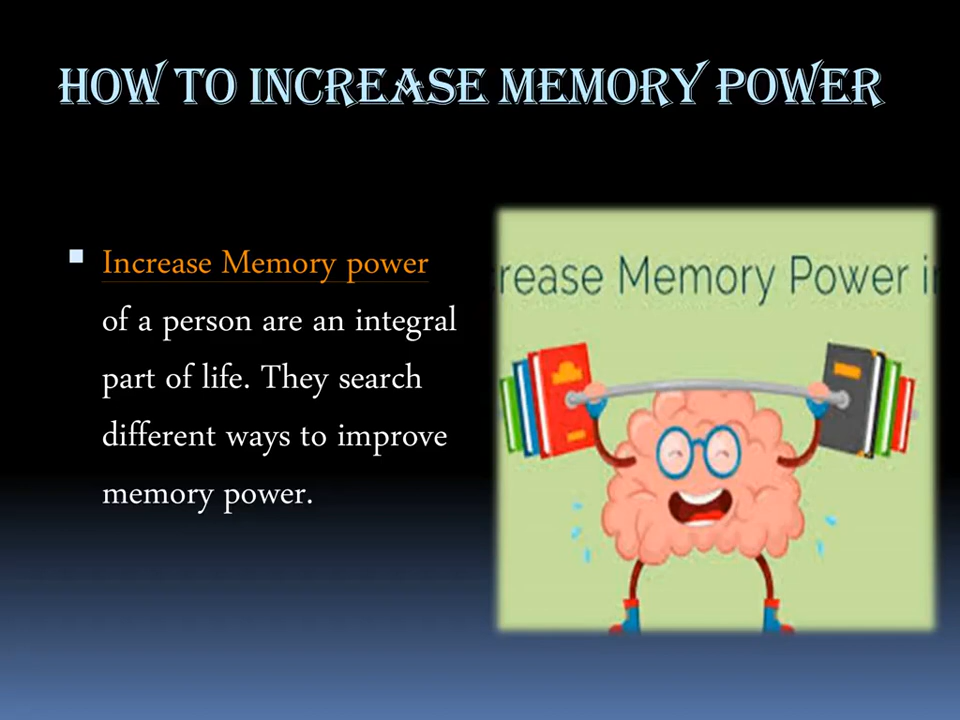 HOW TO INCREASE MEMORY POWER
Increase Memory power
of a person are an integral
part of life. They search
different ways to improve
memory power.
rease Memory Power in